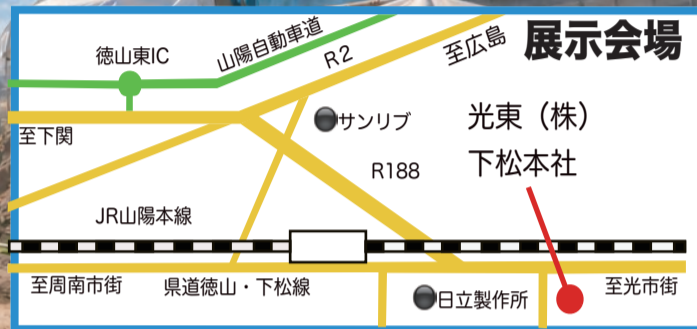 展示会場
徳山東IC
山陽自動車道
R2
至広島
サンリブ
光東（株）
下松本社
至下関
R188
JR山陽本線
至周南市街
県道徳山・下松線
日立製作所
至光市街